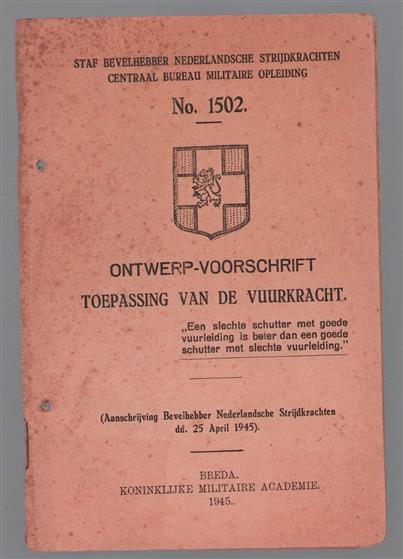 STAF BEVELHEBBER NEDERLANDSCHE STRIJDKRACHTEN
CENTRAAL BUREAU MILITAIRE OPLEIDING
No. 1502.
ONTWERP-VOORSCHRIFT
TOEPASSING VAN DE VUURKRACHT.
„Een slechte schutter met goede
vuurleiding is beter dan een goede
schutter met slechte vuurleiding.”
(Aanschrijving Bevelhebber Nederlandsche Strijdkrachten
dd. 25 April 1945).
BREDA.
KONINKLIJKE MILITAIRE ACADEMIE.
1945.